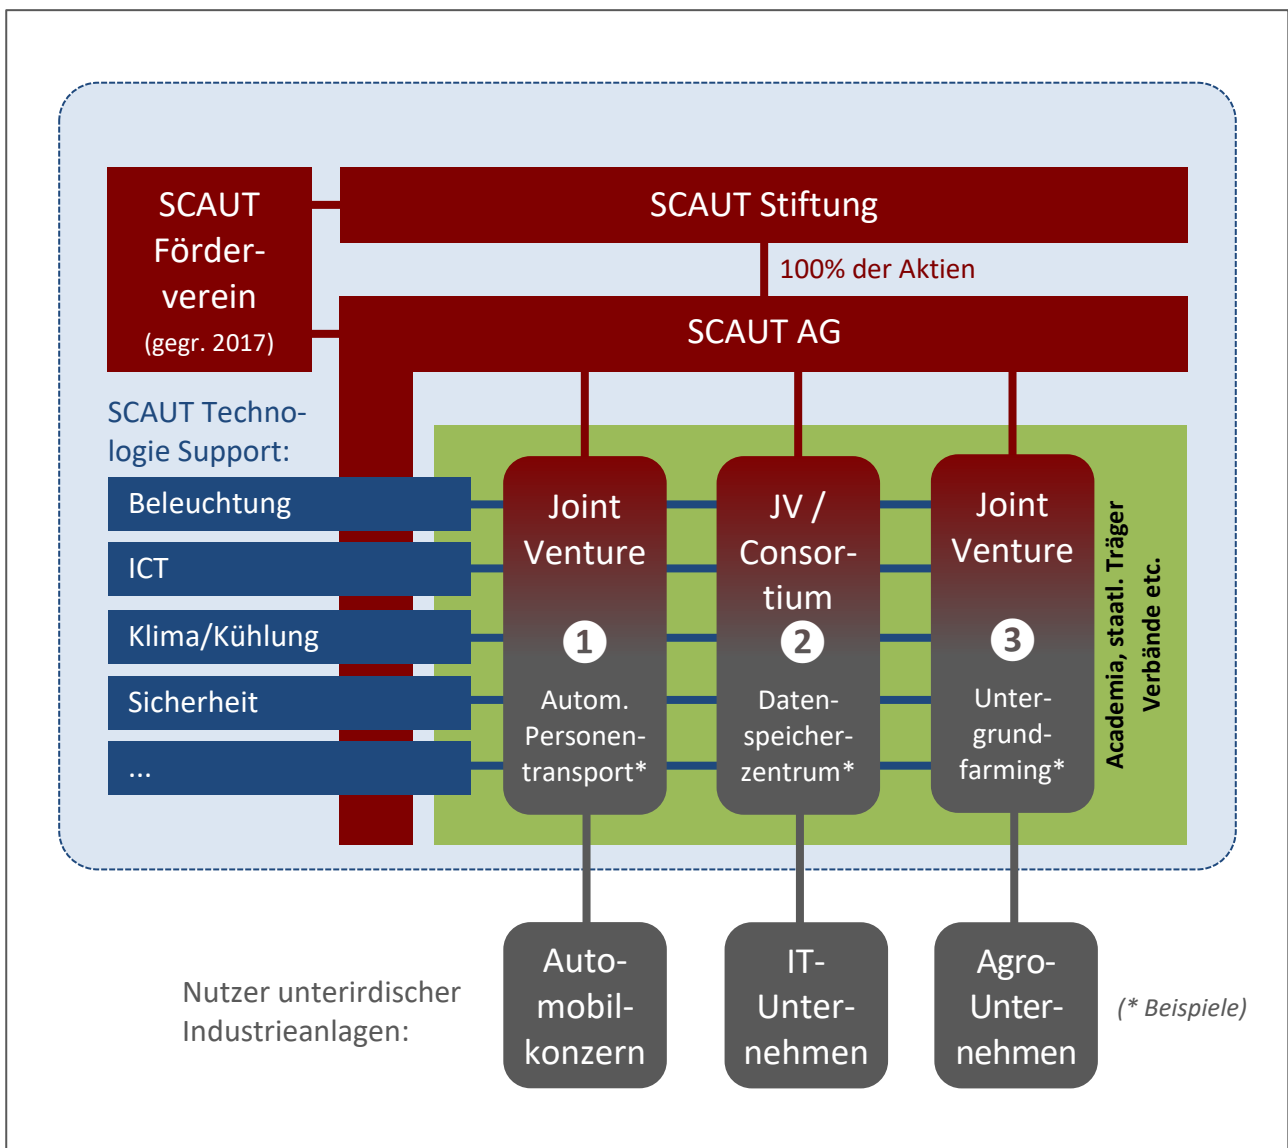 SCAUT
Förder-
verein
(gegr. 2017)
SCAUT Stiftung
100% der Aktien
SCAUT AG
SCAUT Techno-
logie Support:
Beleuchtung
ICT
Klima/Kühlung
Sicherheit
...
Joint
Venture
1
Autom.
Personen-
transport*
JV /
Consor-
tium
2
Daten-
speicher-
zentrum*
Joint
Venture
3
Unter-
grund-
farming*
Academia, staatl. Träger
Verbände etc.
Nutzer unterirdischer
Industrieanlagen:
Auto-
mobil-
konzern
IT-
Unter-
nehmen
Agro-
Unter-
nehmen
(* Beispiele)